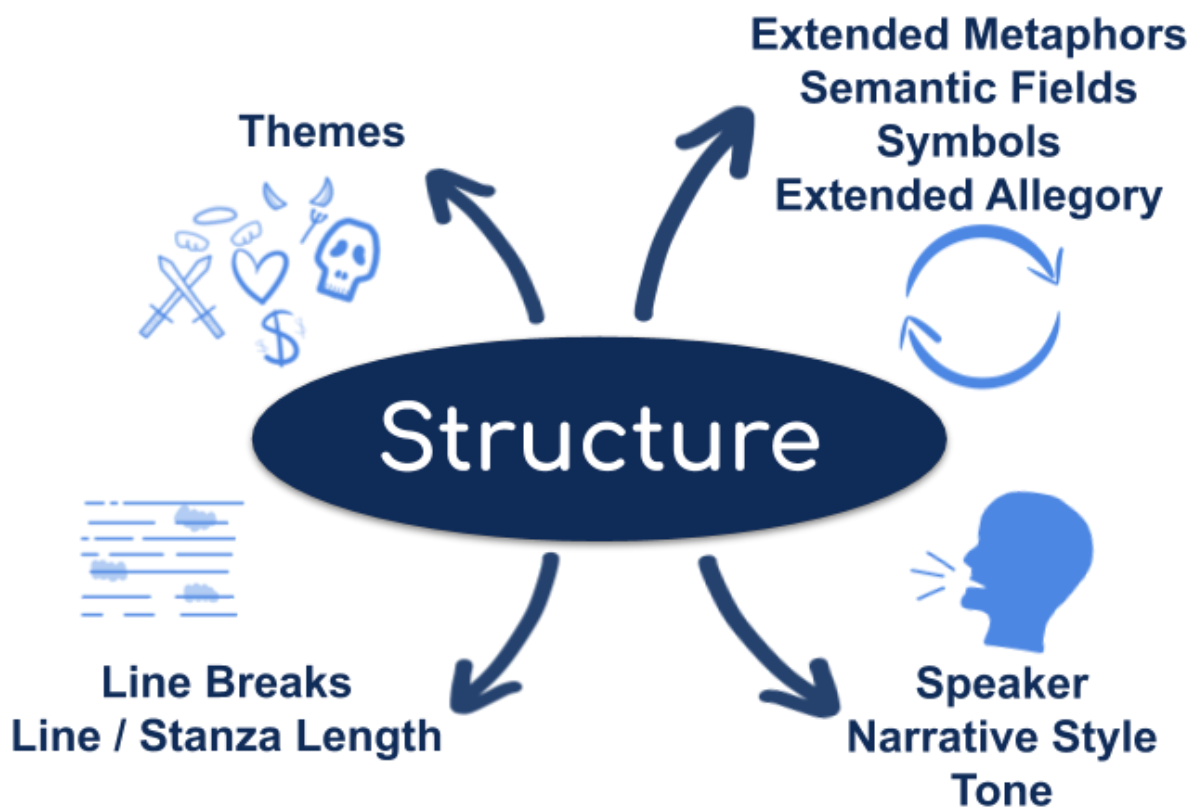 Extended Metaphors
Semantic Fields
Symbols
Extended Allegory
Themes
Structure
Line Breaks
Line / Stanza Length
Speaker
Narrative Style
Tone